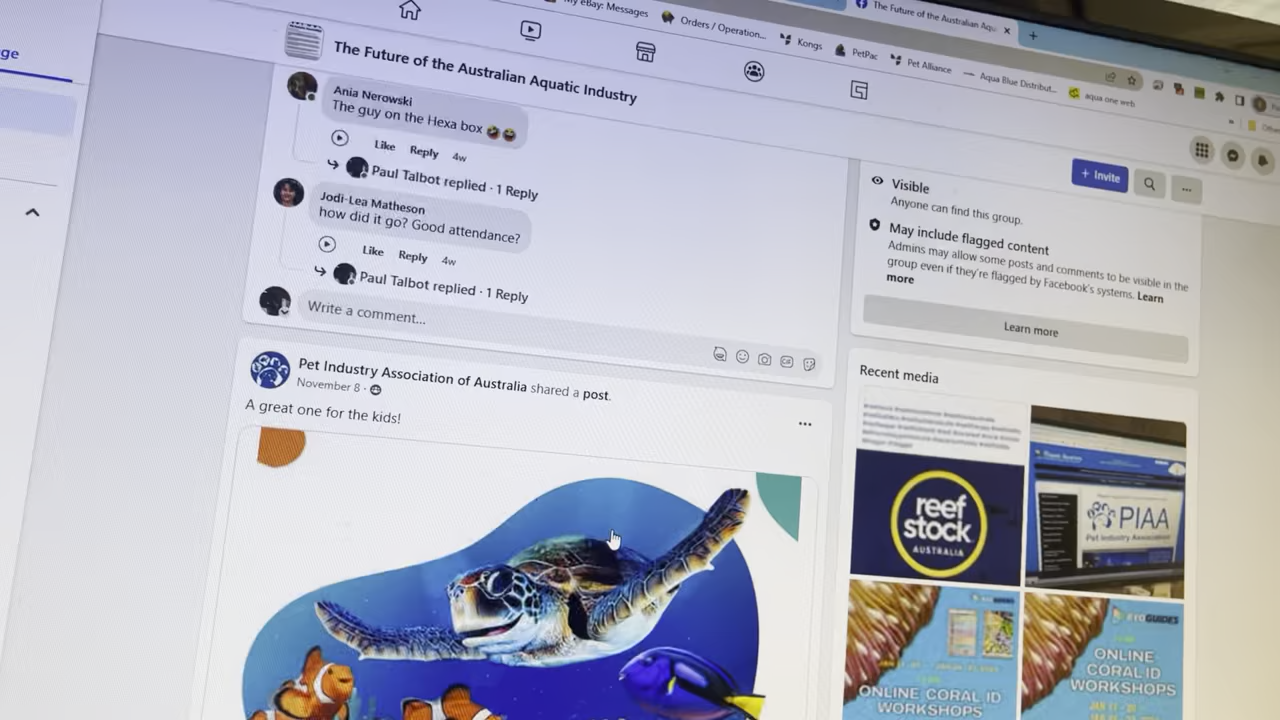 My eBay: Messages
Orders / Operation...
Kongs
PetPac
Pet Alliance
Aqua Blue Distribut...
aqua one web
The Future of the Australian Aqu...
ge
The Future of the Australian Aquatic Industry
Ania Nerowski
The guy on the Hexa box 🤣🤣
Like Reply 4w
Paul Talbot replied · 1 Reply
Jodi-Lea Matheson
how did it go? Good attendance?
Like Reply 4w
Paul Talbot replied · 1 Reply
Write a comment...
GIF
Pet Industry Association of Australia shared a post.
November 8 ·
A great one for the kids!
+ Invite
Visible
Anyone can find this group.
May include flagged content
Admins may allow some posts and comments to be visible in the
group even if they're flagged by Facebook's systems. Learn
more
Learn more
Recent media
reef
stock
AUSTRALIA
PIAA
Pet Industry Association
ONLINE CORAL ID
WORKSHOPS
ONLINE
CORAL ID
WORKSHOPS